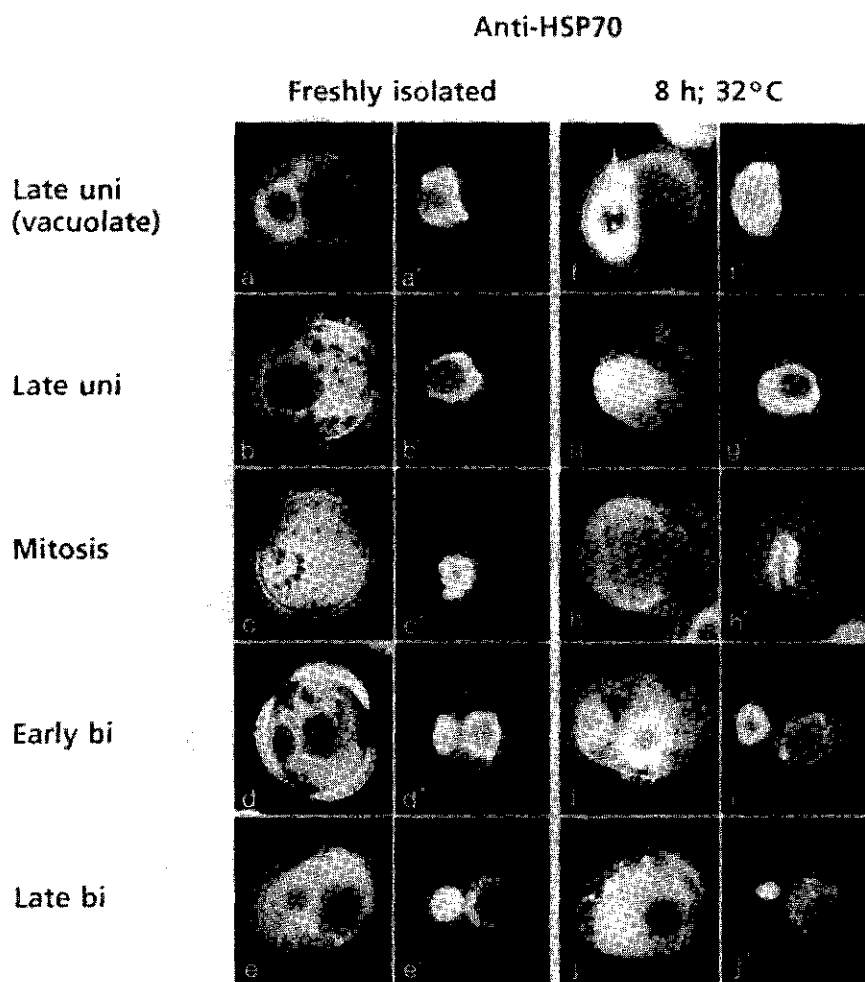 Anti-HSP70
Freshly isolated
8 h; 32°C
Late uni
(vacuolate)
a
a'
f
f'
Late uni
b
b'
g'
Mitosis
c
c'
h
h'
Early bi
d
d'
i
Late bi
e
e'
j
j'